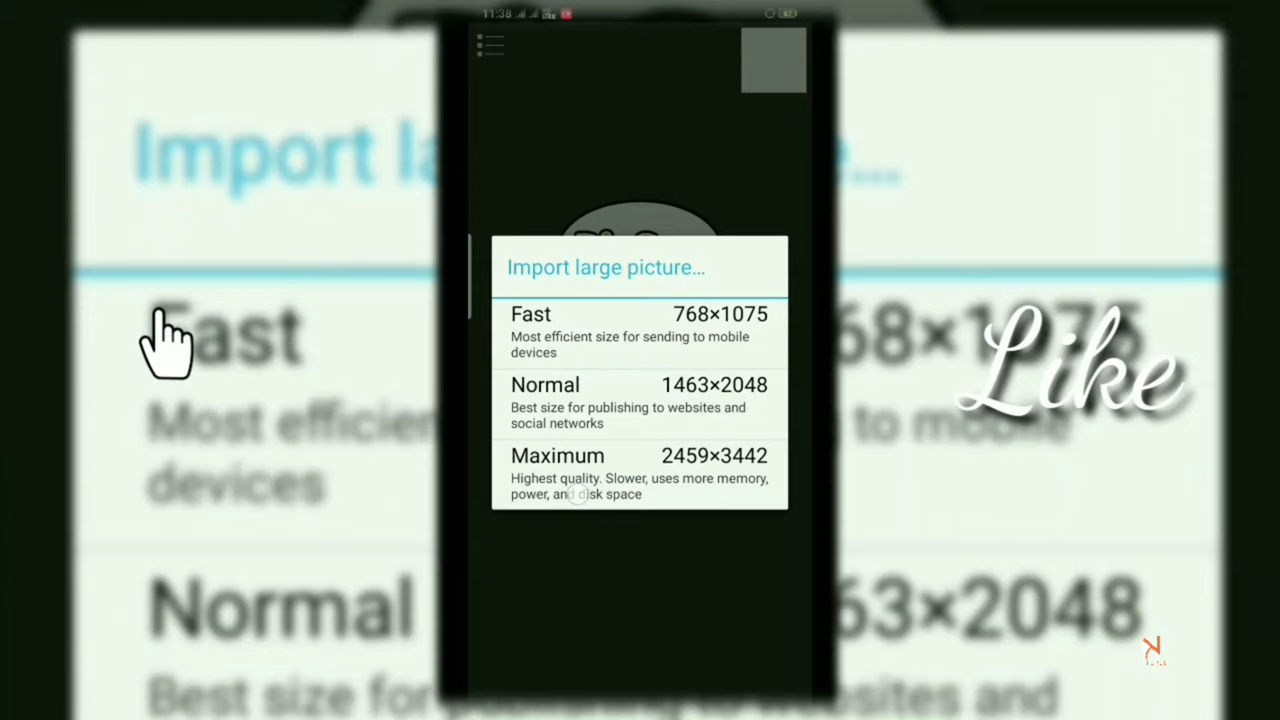 11:38
Import large picture...
Fast 768×1075
Most efficient size for sending to mobile
devices
Normal 1463×2048
Best size for publishing to websites and
social networks
Maximum 2459×3442
Highest quality. Slower, uses more memory,
power, and disk space
Like